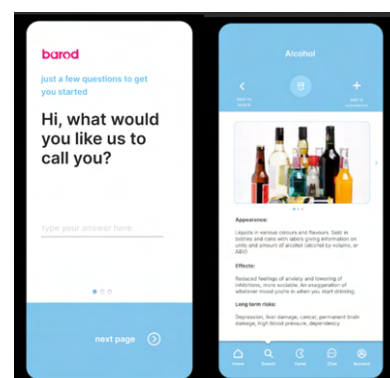 barod
just a few questions to get
you started
Hi, what would
you like us to
call you?
type your answer here
next page
Alcohol
Appearance:
Liquids in various colours and flavours. Sold in
bottles and cans with labels giving information on
units and amount of alcohol (alcohol by volume, or
ABV)
Effects:
Reduced feelings of anxiety and lowering of
inhibitions, more sociable. An exaggeration of
whatever mood you're in when you start drinking.
Long term risks:
Depression, liver damage, cancer, permanent brain
damage, high blood pressure, dependency
Home
Search
Chat
Account